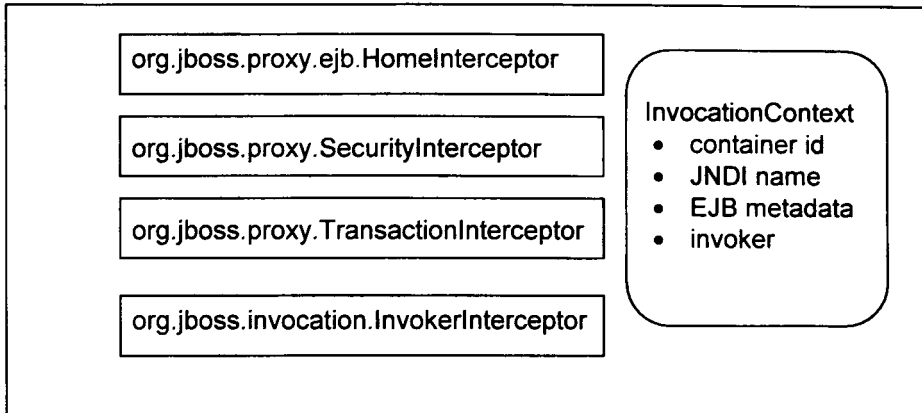 org.jboss.proxy.ejb.HomeInterceptor
org.jboss.proxy.SecurityInterceptor
org.jboss.proxy.TransactionInterceptor
org.jboss.invocation.InvokerInterceptor
InvocationContext
• container id
• JNDI name
• EJB metadata
• invoker